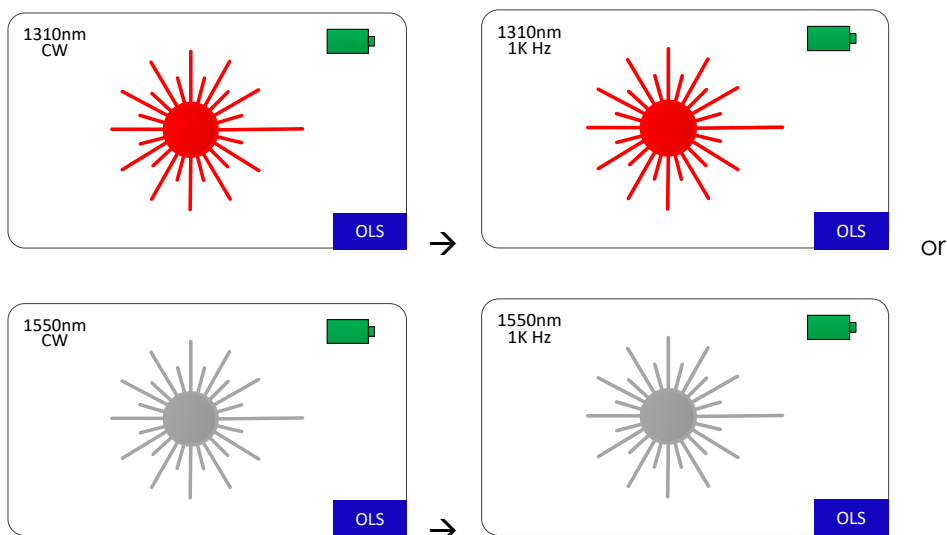 1310nm
CW
OLS
→
1310nm
1K Hz
OLS
or
1550nm
CW
OLS
→
1550nm
1K Hz
OLS